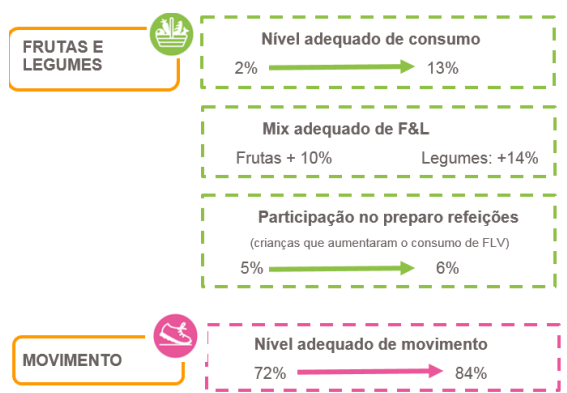 FRUTAS E
LEGUMES
Nível adequado de consumo
2% 13%
Mix adequado de F&L
Frutas + 10% Legumes: +14%
Participação no preparo refeições
(crianças que aumentaram o consumo de FLV)
5% 6%
MOVIMENTO
Nível adequado de movimento
72% 84%